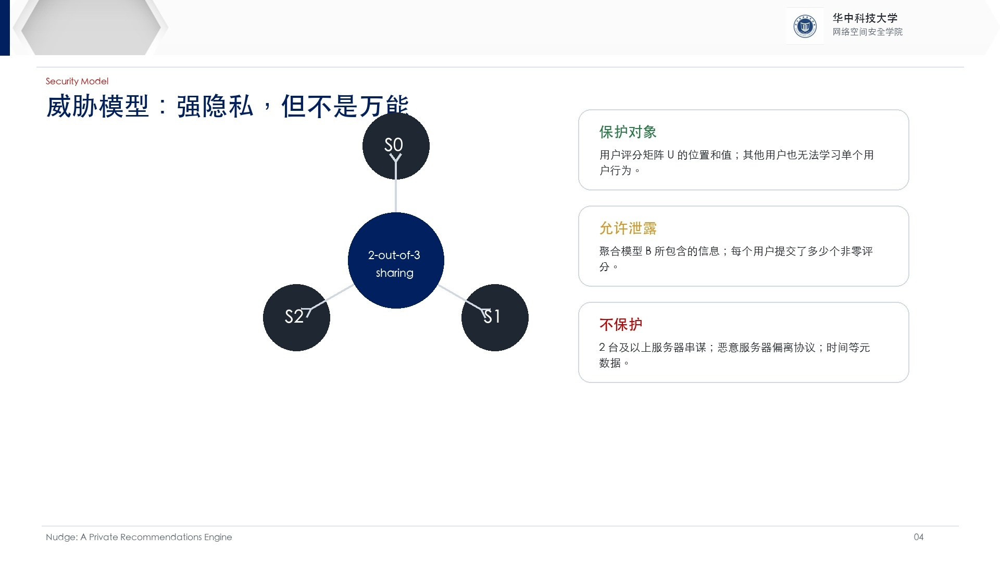 华中科技大学
网络空间安全学院
Security Model
威胁模型：强隐私，但不是万能
S0
2-out-of-3
sharing
S2
S1
保护对象
用户评分矩阵 U 的位置和值；其他用户也无法学习单个用
户行为。
允许泄露
聚合模型 B 所包含的信息；每个用户提交了多少个非零评
分。
不保护
2 台及以上服务器串谋；恶意服务器偏离协议；时间等元
数据。
Nudge: A Private Recommendations Engine
04